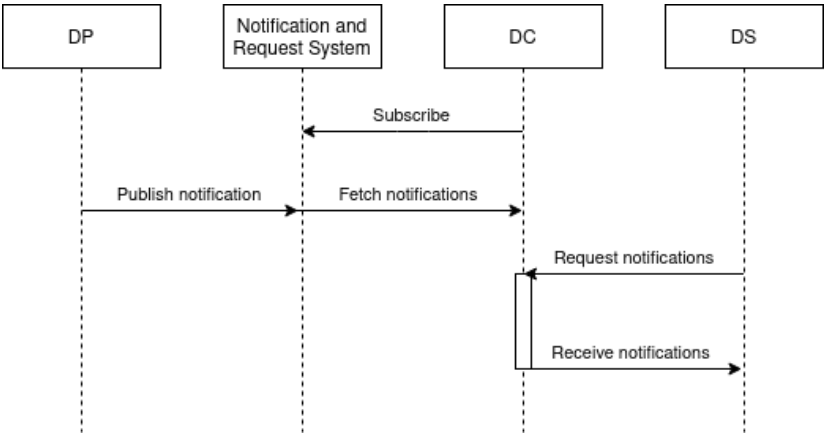 DP
Notification and
Request System
DC
DS
Subscribe
Publish notification
Fetch notifications
Request notifications
Receive notifications